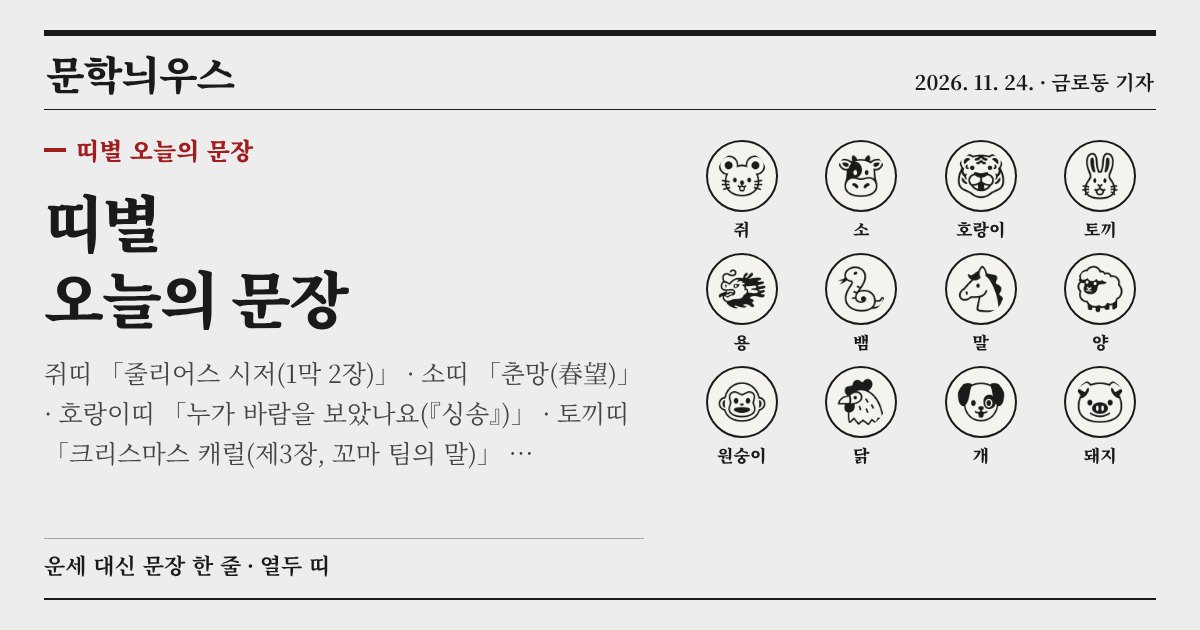 문학늬우스
2026. 11. 24. · 금로동 기자
띠별 오늘의 문장
띠별
오늘의 문장
쥐띠 「줄리어스 시저(1막 2장)」 · 소띠 「춘망(春望)」
· 호랑이띠 「누가 바람을 보았나요(『싱송』)」 · 토끼띠
「크리스마스 캐럴(제3장, 꼬마 팀의 말)」 …
쥐 소 호랑이 토끼
용 뱀 말 양
원숭이 닭 개 돼지
운세 대신 문장 한 줄 · 열두 띠